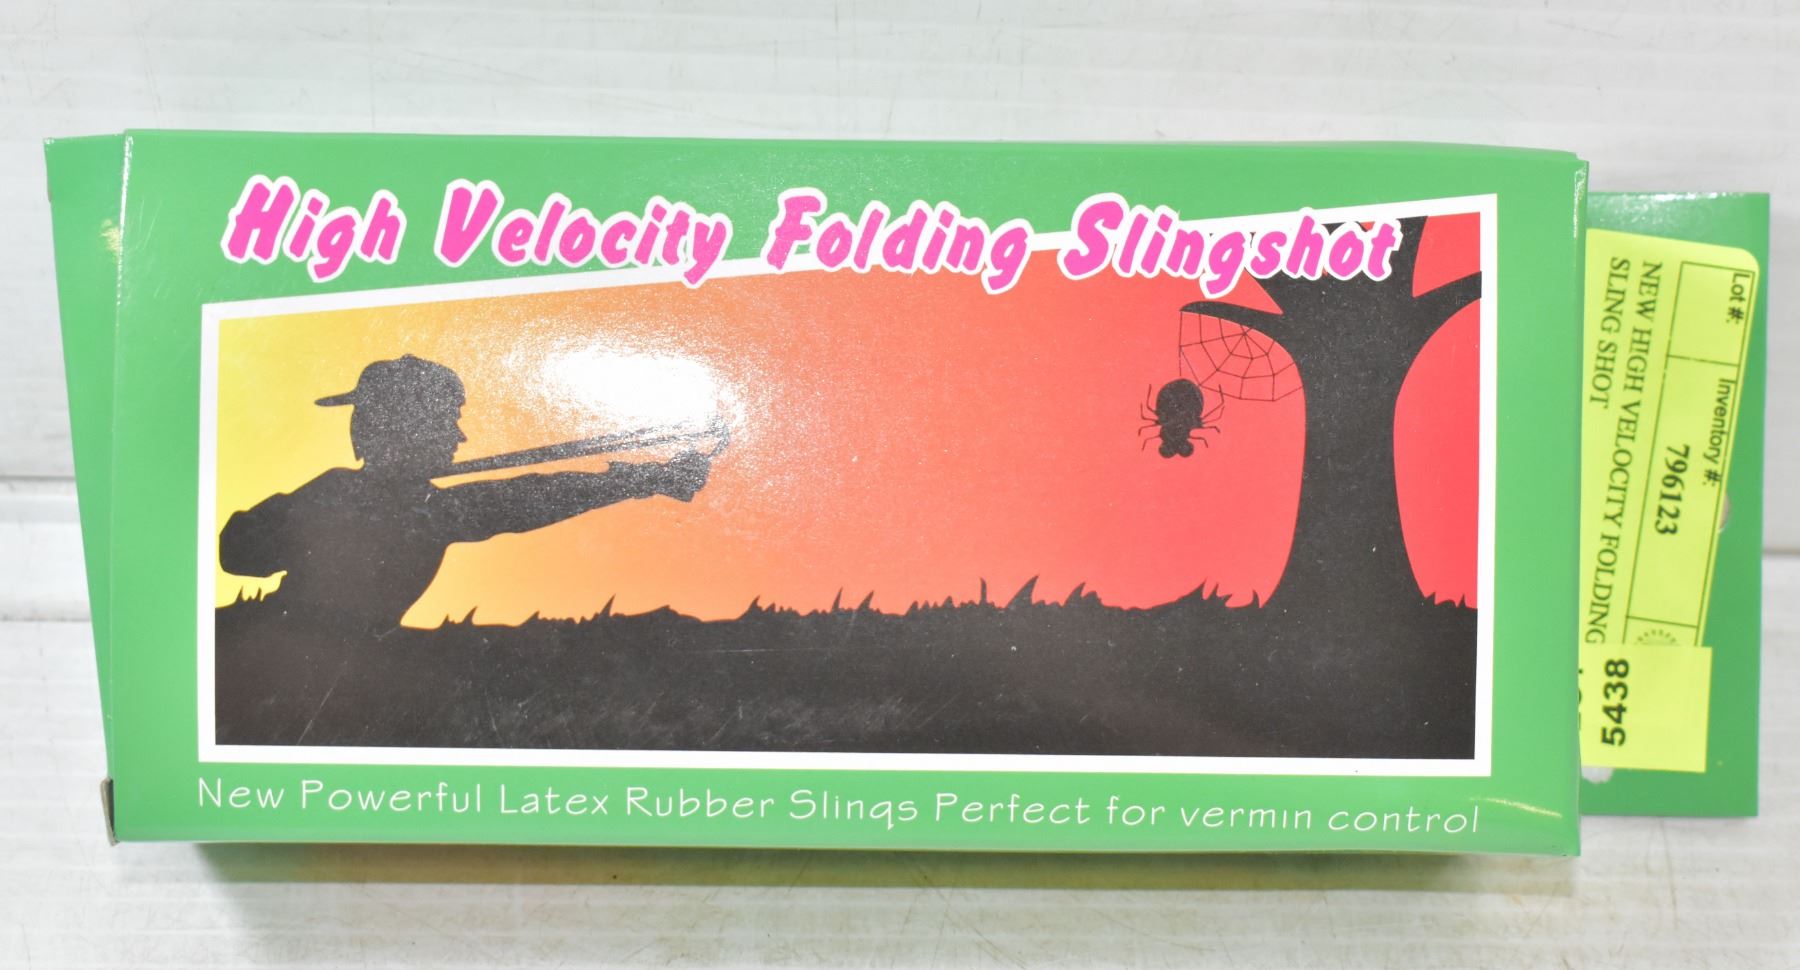 High Velocity Folding Slingshot
New Powerful Latex Rubber Slings Perfect for vermin control
Lot #:
Inventory #:
796123
NEW HIGH VELOCITY FOLDING
SLING SHOT
5438